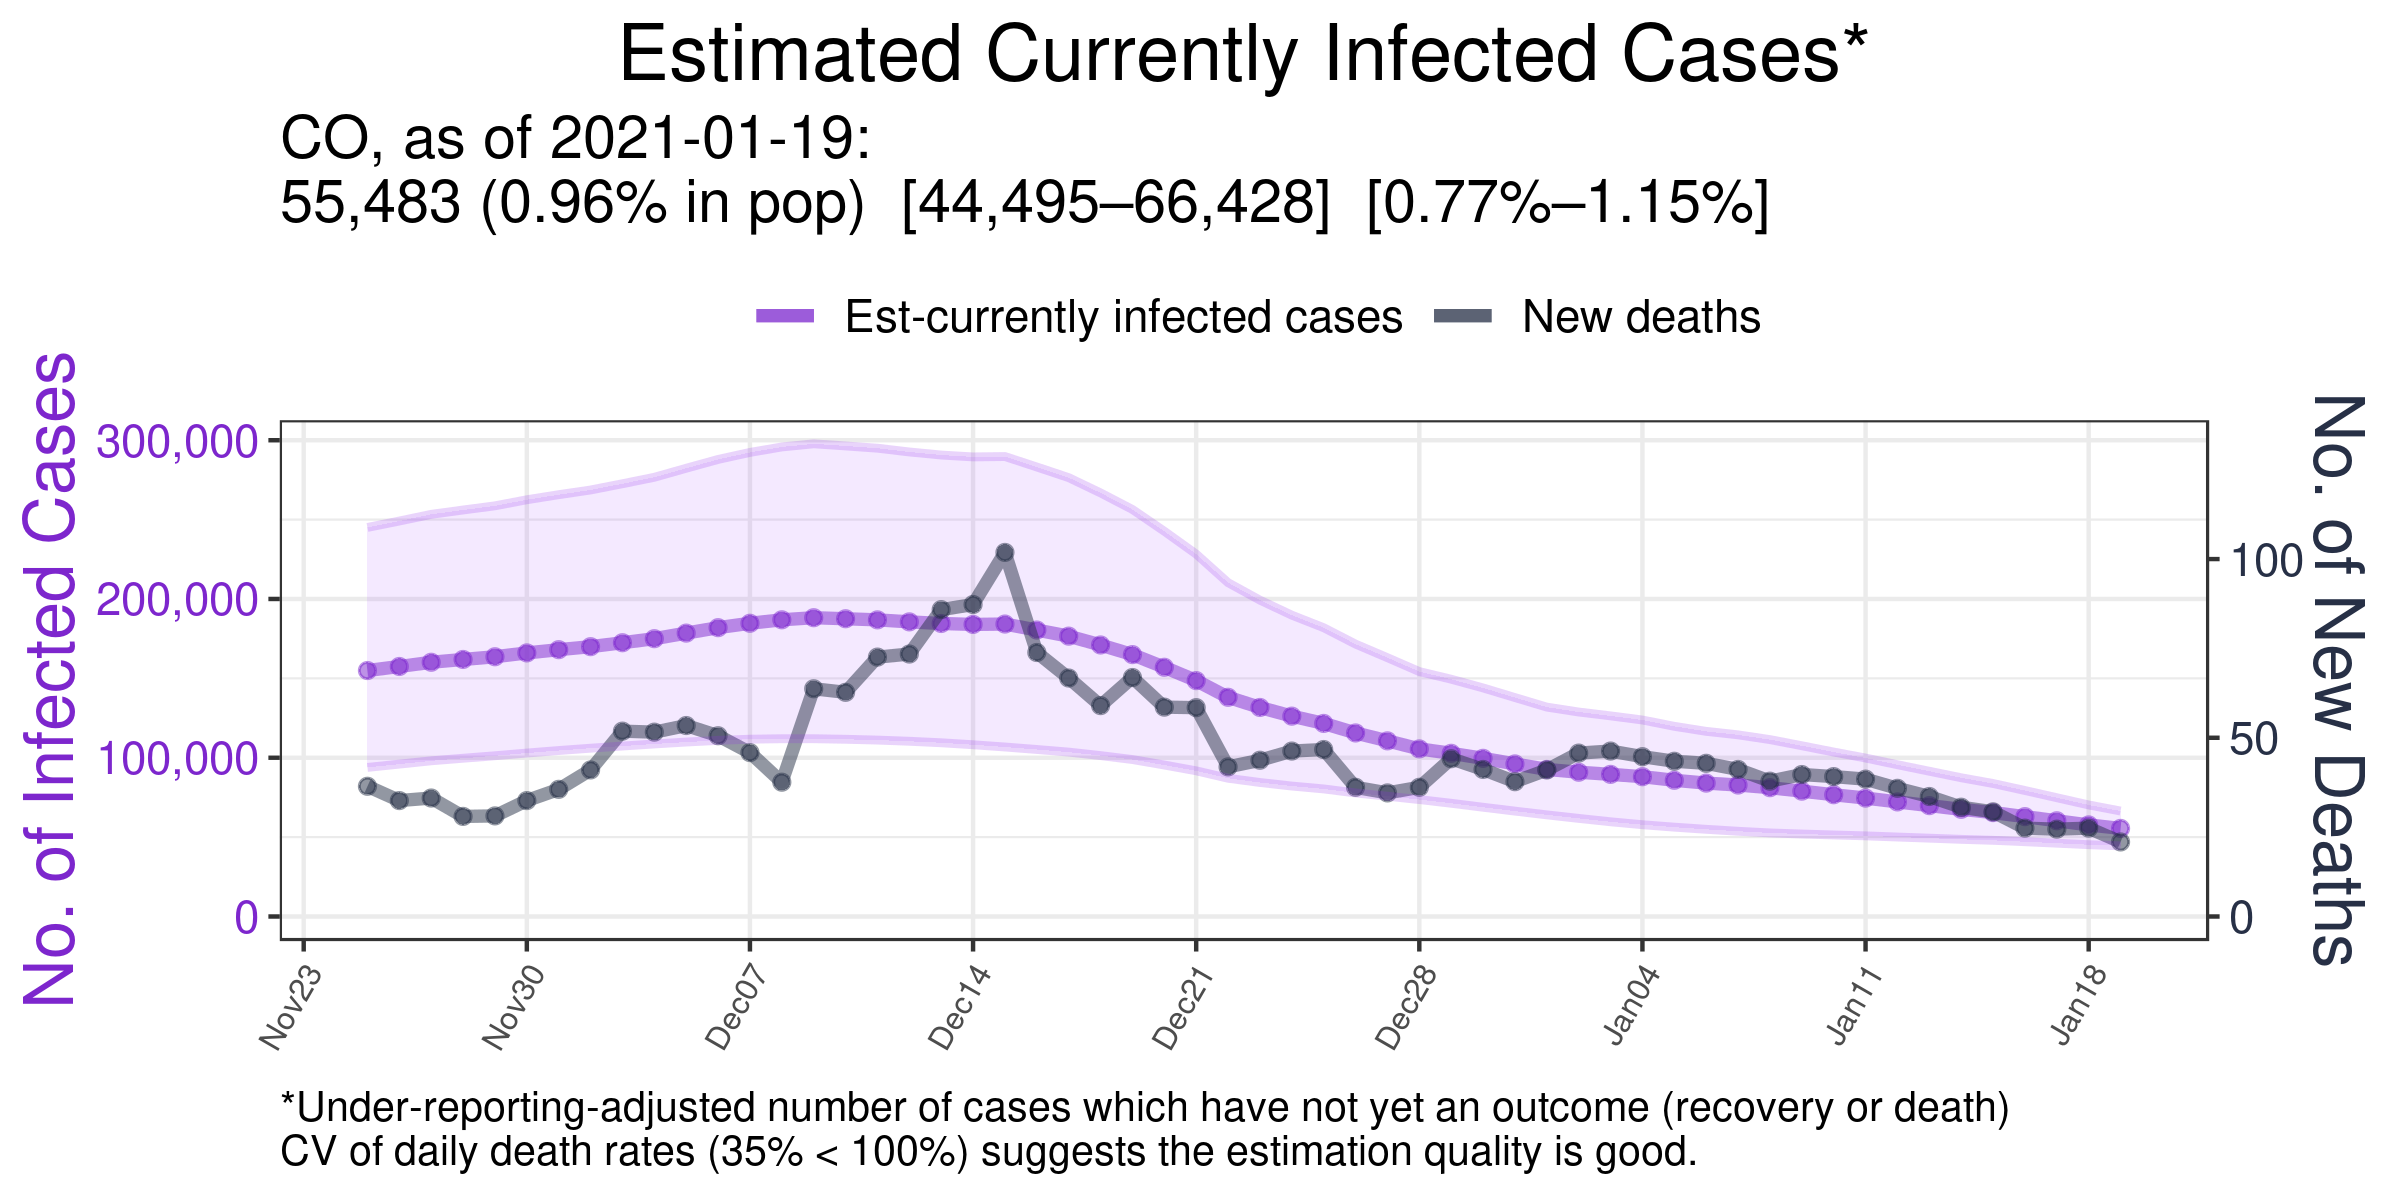 Estimated Currently Infected Cases*
CO, as of 2021-01-19:
55,483 (0.96% in pop)  [44,495–66,428]  [0.77%–1.15%]
Est-currently infected cases
New deaths
No. of Infected Cases
300,000
200,000
100,000
0
No. of New Deaths
100
50
0
Nov23
Nov30
Dec07
Dec14
Dec21
Dec28
Jan04
Jan11
Jan18
*Under-reporting-adjusted number of cases which have not yet an outcome (recovery or death)
CV of daily death rates (35% < 100%) suggests the estimation quality is good.